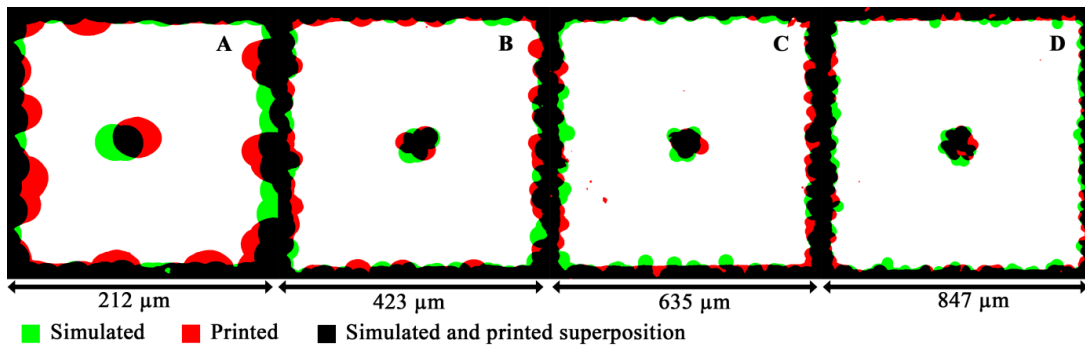 A B C D
212 µm 423 µm 635 µm 847 µm
Simulated Printed Simulated and printed superposition